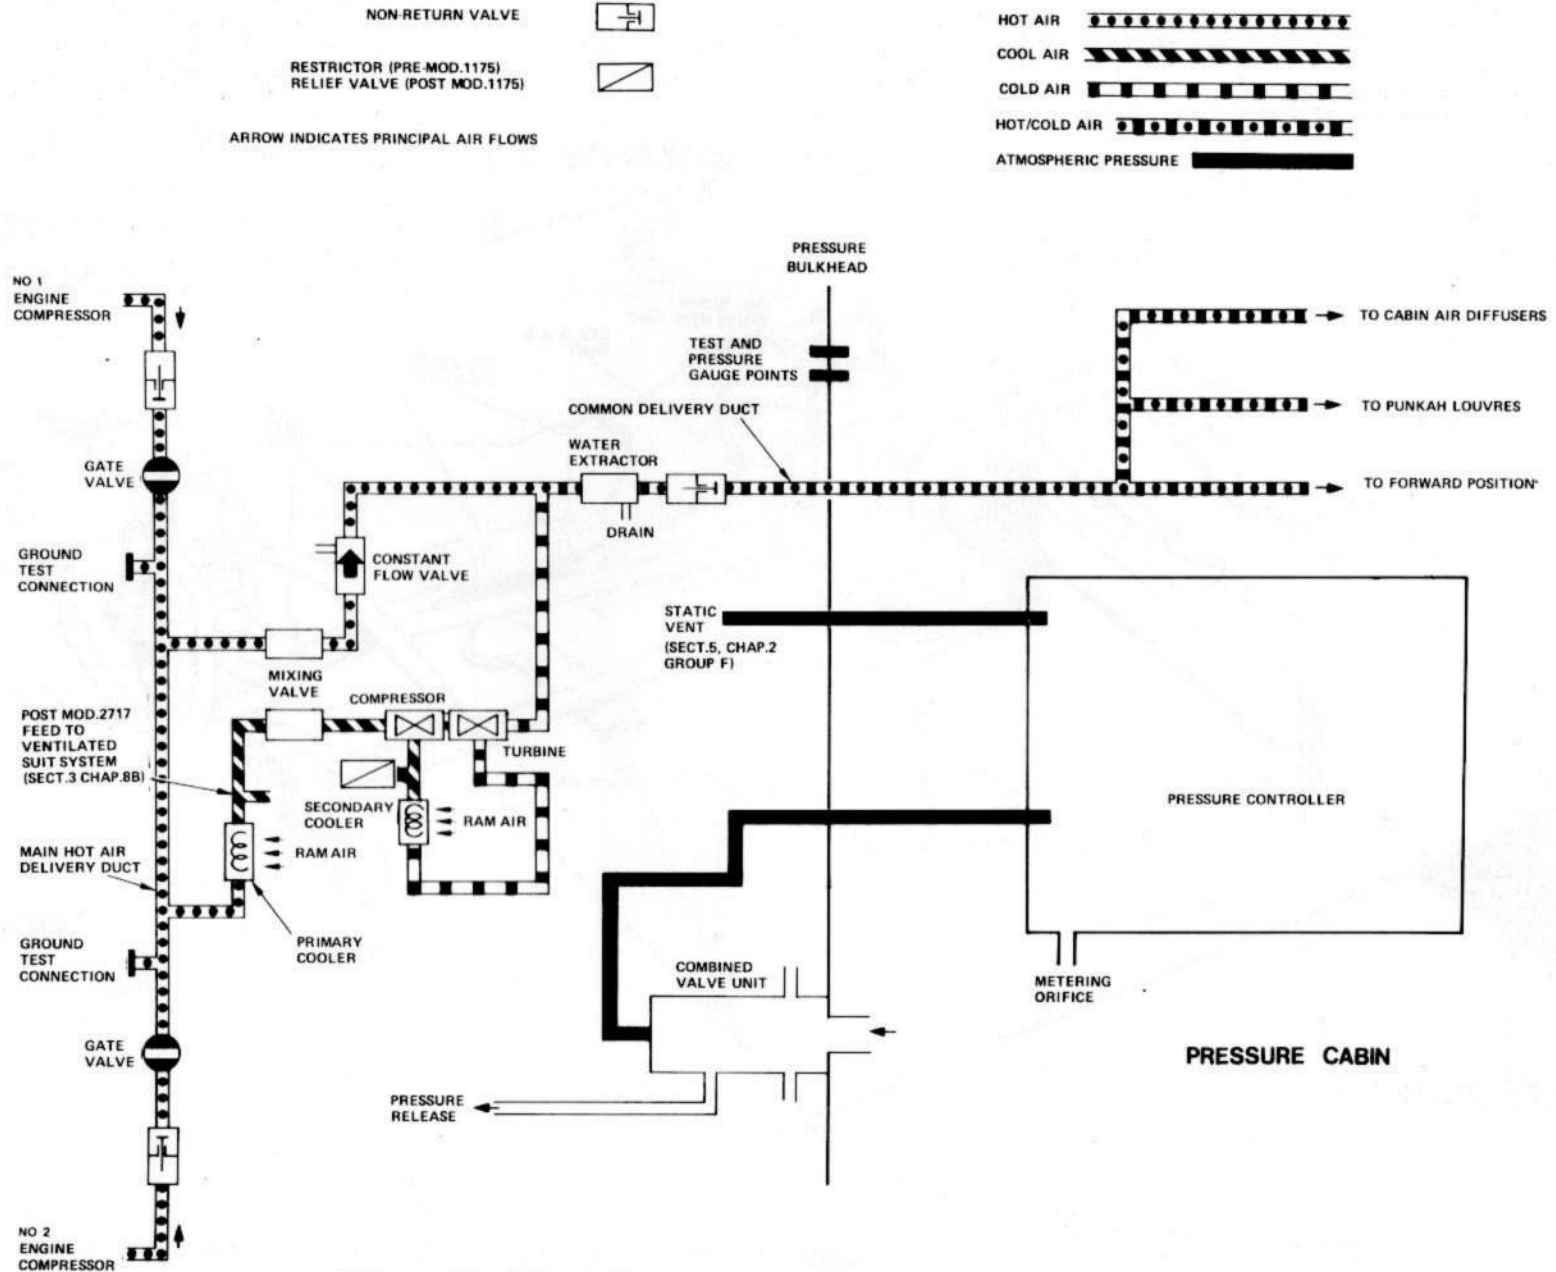 NON-RETURN VALVE
RESTRICTOR (PRE-MOD.1175)
RELIEF VALVE (POST MOD.1175)
ARROW INDICATES PRINCIPAL AIR FLOWS
HOT AIR
COOL AIR
COLD AIR
HOT/COLD AIR
ATMOSPHERIC PRESSURE
PRESSURE
BULKHEAD
NO 1
ENGINE
COMPRESSOR
TO CABIN AIR DIFFUSERS
TEST AND
PRESSURE
GAUGE POINTS
COMMON DELIVERY DUCT
TO PUNKAH LOUVRES
WATER
EXTRACTOR
GATE
VALVE
TO FORWARD POSITION
DRAIN
GROUND
TEST
CONNECTION
CONSTANT
FLOW VALVE
STATIC
VENT
(SECT.5, CHAP.2
GROUP F)
MIXING
VALVE
COMPRESSOR
POST MOD.2717
FEED TO
VENTILATED
SUIT SYSTEM
(SECT.3 CHAP.8B)
TURBINE
SECONDARY
COOLER
RAM AIR
PRESSURE CONTROLLER
MAIN HOT AIR
DELIVERY DUCT
RAM AIR
PRIMARY
COOLER
GROUND
TEST
CONNECTION
COMBINED
VALVE UNIT
METERING
ORIFICE
GATE
VALVE
PRESSURE CABIN
PRESSURE
RELEASE
NO 2
ENGINE
COMPRESSOR